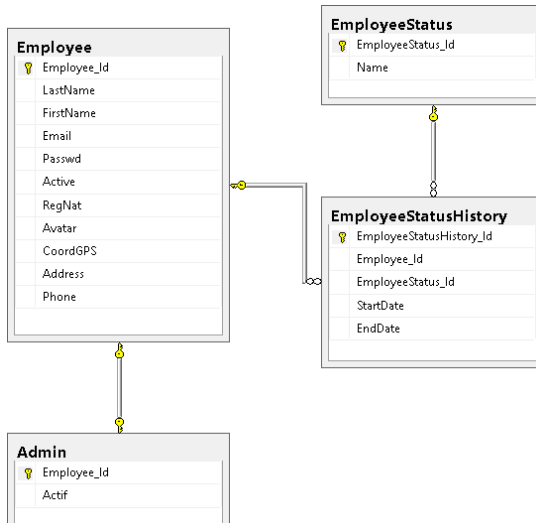 Employee
Employee_Id
LastName
FirstName
Email
Passwd
Active
RegNat
Avatar
CoordGPS
Address
Phone
EmployeeStatus
EmployeeStatus_Id
Name
EmployeeStatusHistory
EmployeeStatusHistory_Id
Employee_Id
EmployeeStatus_Id
StartDate
EndDate
Admin
Employee_Id
Actif